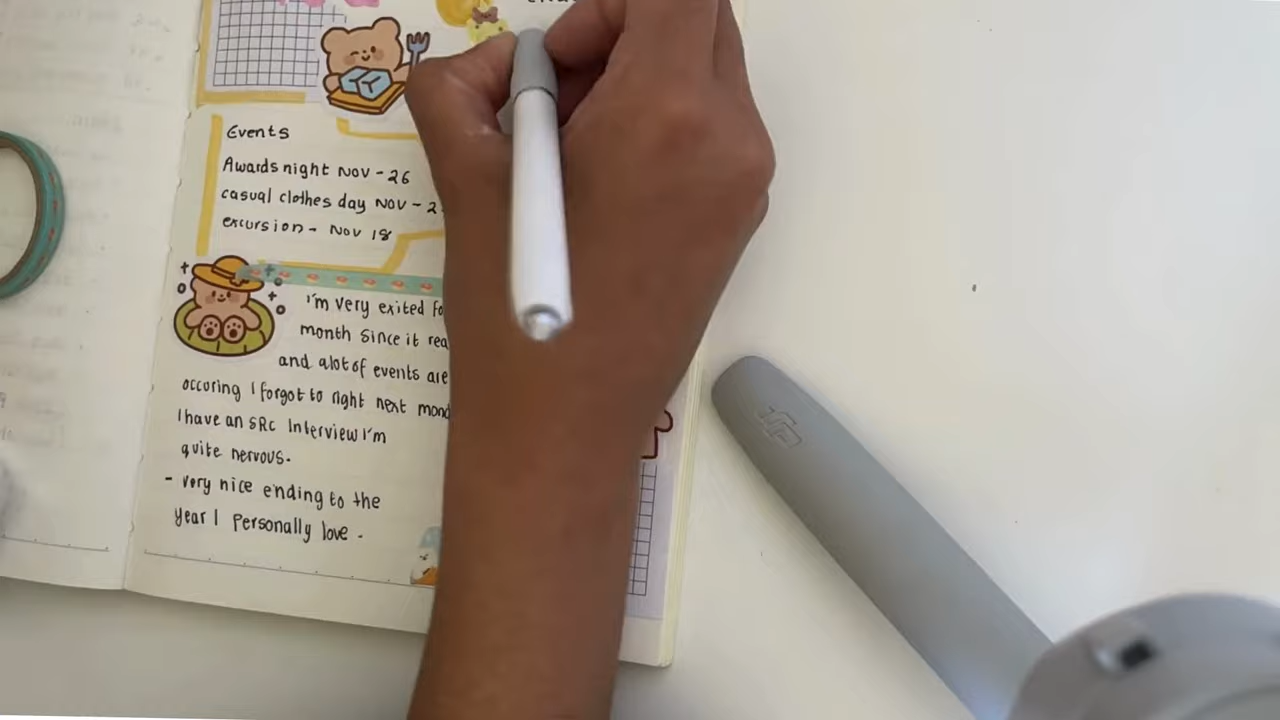 Events
Awards night NOV - 26
casual clothes day NOV - 2
excursion - NOV 18
I'm very exited
month since it
and alot of events are
occuring I forgot to right next
I have an SRC Interview I'm
quite nervous.
- very nice ending to the
year I personally love .